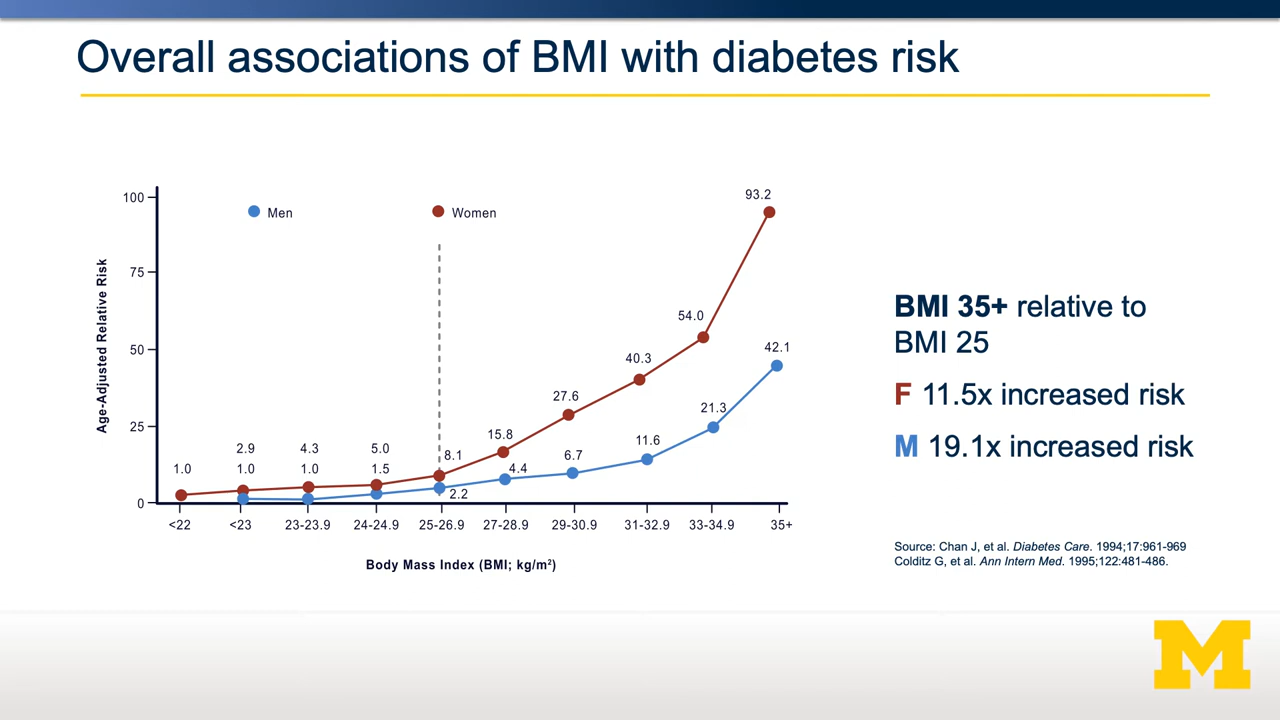 Overall associations of BMI with diabetes risk
Men
Women
Age-Adjusted Relative Risk
100
75
50
25
0
1.0
2.9
1.0
4.3
1.0
5.0
1.5
8.1
2.2
15.8
4.4
27.6
6.7
40.3
11.6
54.0
21.3
93.2
42.1
<22
<23
23-23.9
24-24.9
25-26.9
27-28.9
29-30.9
31-32.9
33-34.9
35+
Body Mass Index (BMI; kg/m²)
BMI 35+ relative to
BMI 25
F 11.5x increased risk
M 19.1x increased risk
Source: Chan J, et al. Diabetes Care. 1994;17:961-969
Colditz G, et al. Ann Intern Med. 1995;122:481-486.
M